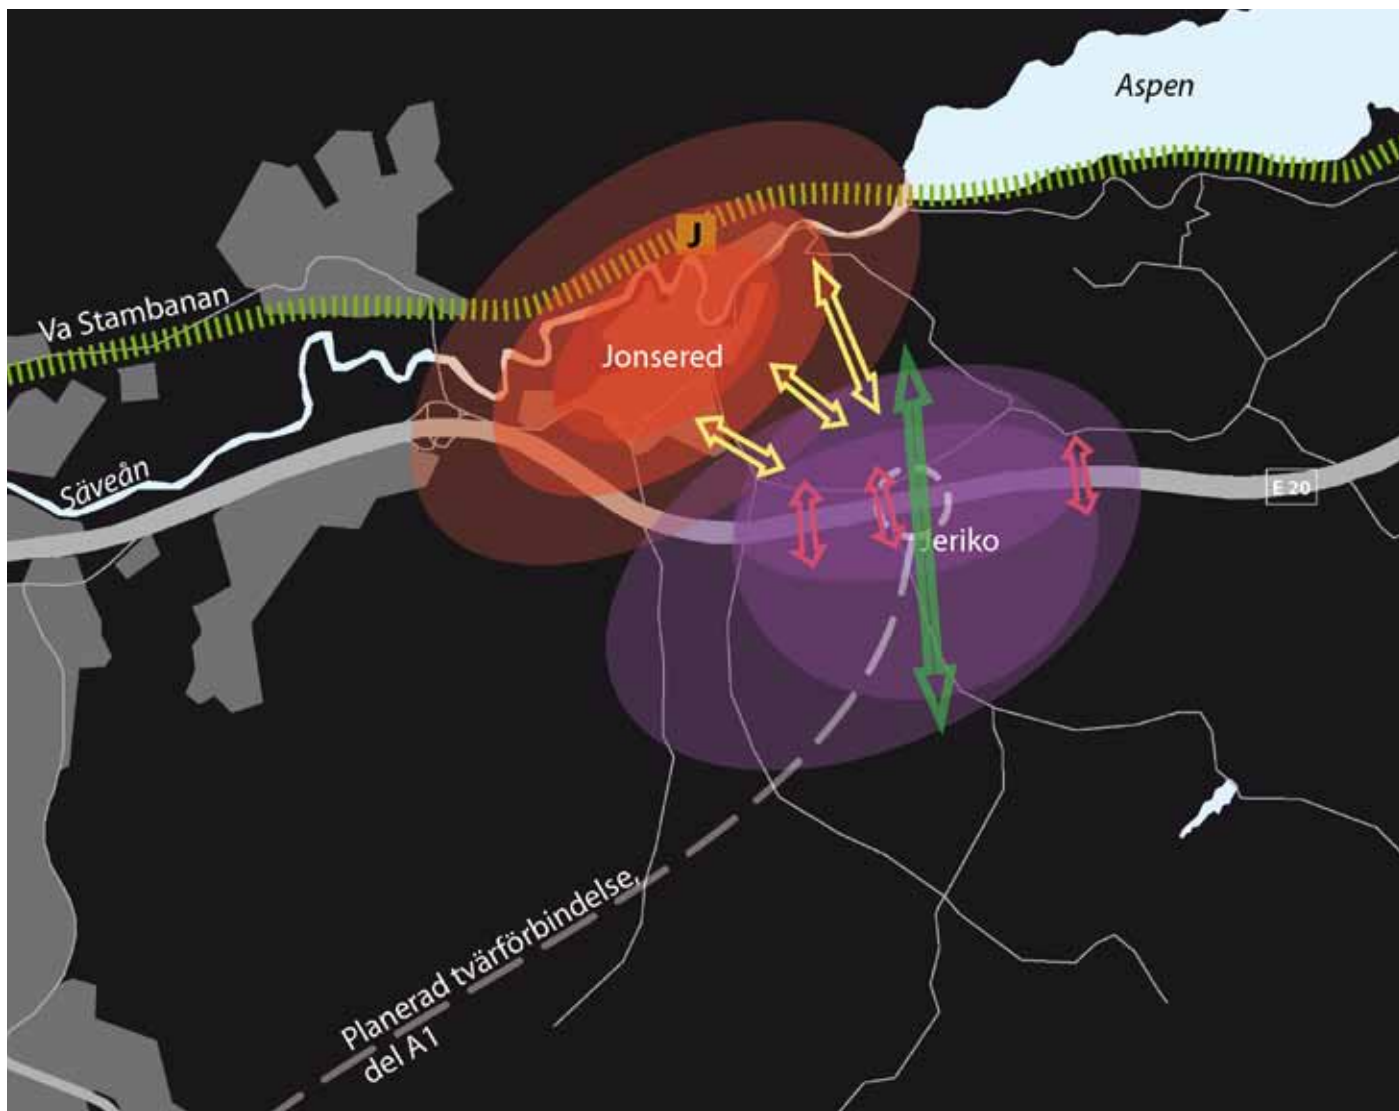 Aspen
J
Va Stambanan
Jonsered
Säveån
E 20
Jeriko
Planerad tvärförbindelse,
del A1